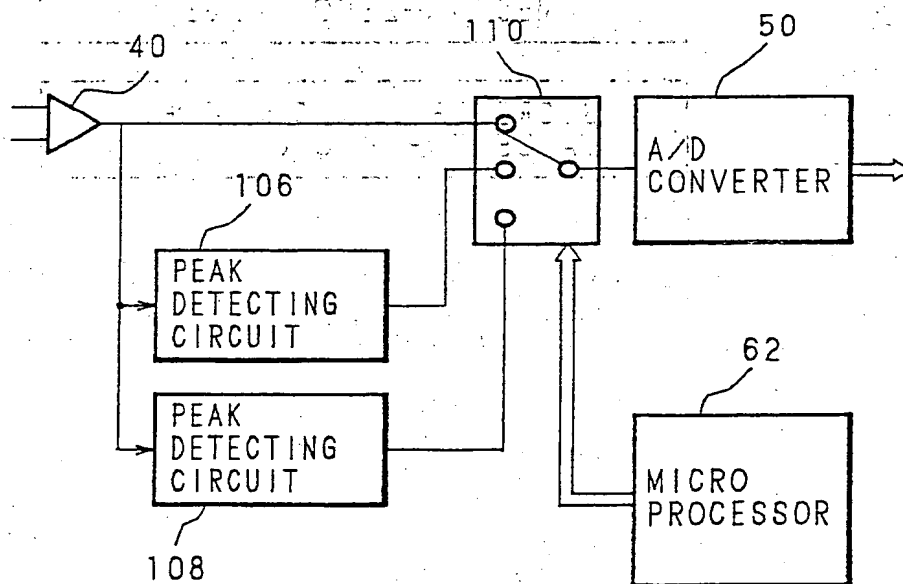 110
50
40
A/D
CONVERTER
106
PEAK
DETECTING
CIRCUIT
62
PEAK
DETECTING
CIRCUIT
MICRO
PROCESSOR
108